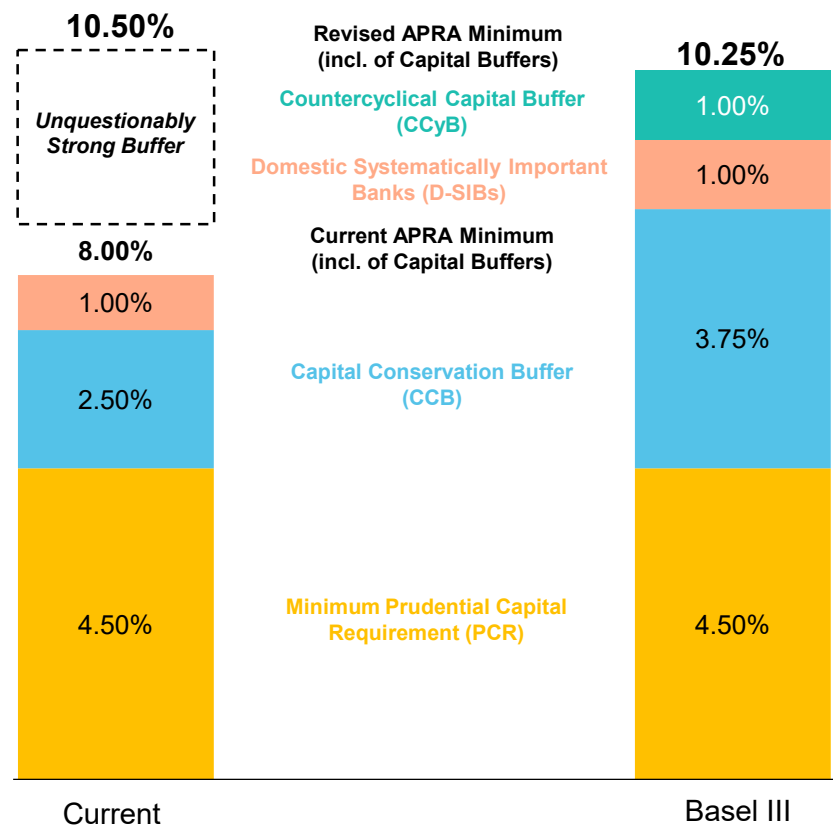 10.50%
Unquestionably
Strong Buffer
8.00%
1.00%
2.50%
4.50%
Current
Revised APRA Minimum
(incl. of Capital Buffers)
Countercyclical Capital Buffer
(CCyB)
Domestic Systematically Important
Banks (D-SIBs)
Current APRA Minimum
(incl. of Capital Buffers)
Capital Conservation Buffer
(CCB)
Minimum Prudential Capital
Requirement (PCR)
10.25%
1.00%
1.00%
3.75%
4.50%
Basel III